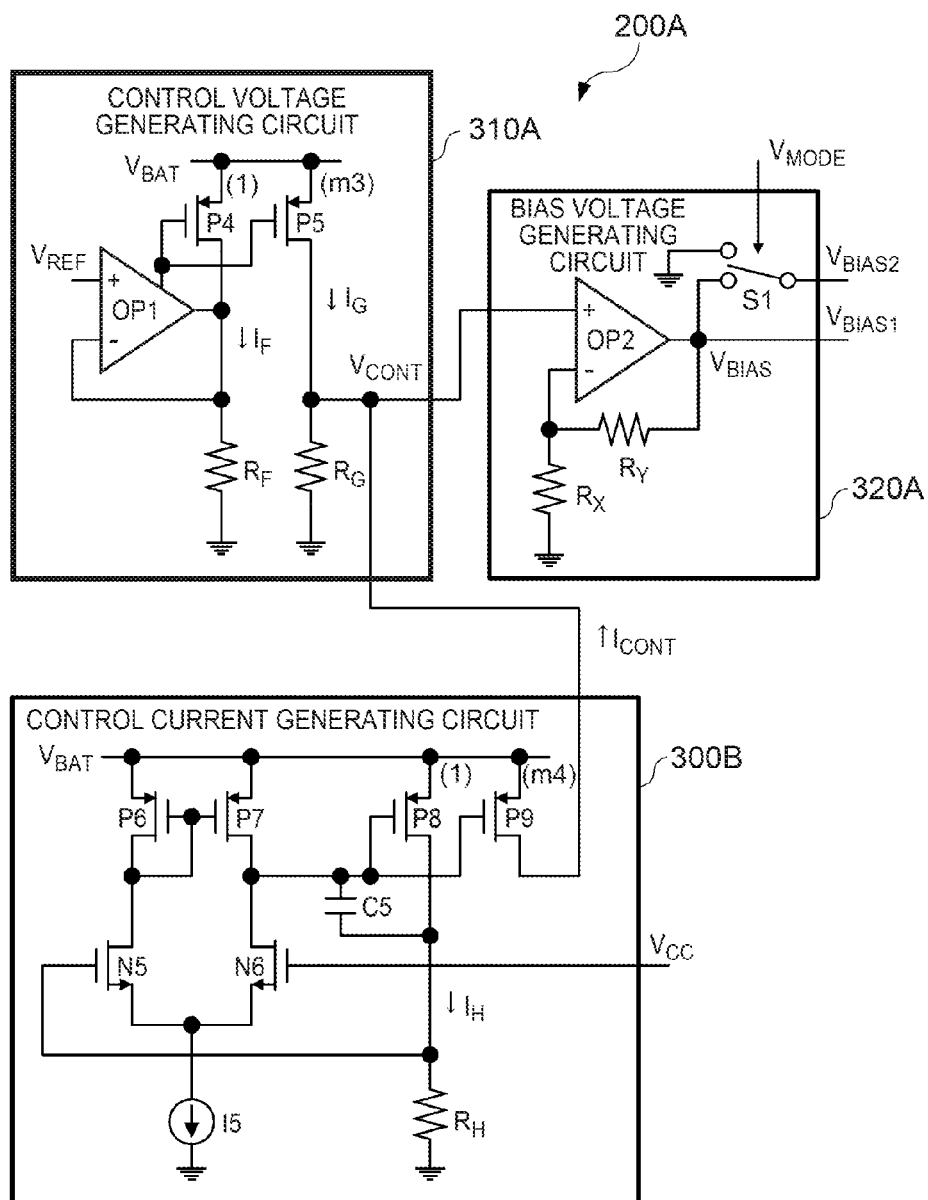 200A
CONTROL VOLTAGE
GENERATING CIRCUIT
310A
VBAT
(1)
(m3)
P4
P5
VREF
+
OP1
-
↓IF
↓IG
VCONT
RF
RG
VMODE
BIAS VOLTAGE
GENERATING
CIRCUIT
S1
VBIAS2
VBIAS1
+
OP2
-
VBIAS
RY
RX
320A
↑ICONT
CONTROL CURRENT GENERATING CIRCUIT
300B
VBAT
(1)
(m4)
P6
P7
P8
P9
C5
N5
N6
VCC
↓IH
I5
RH